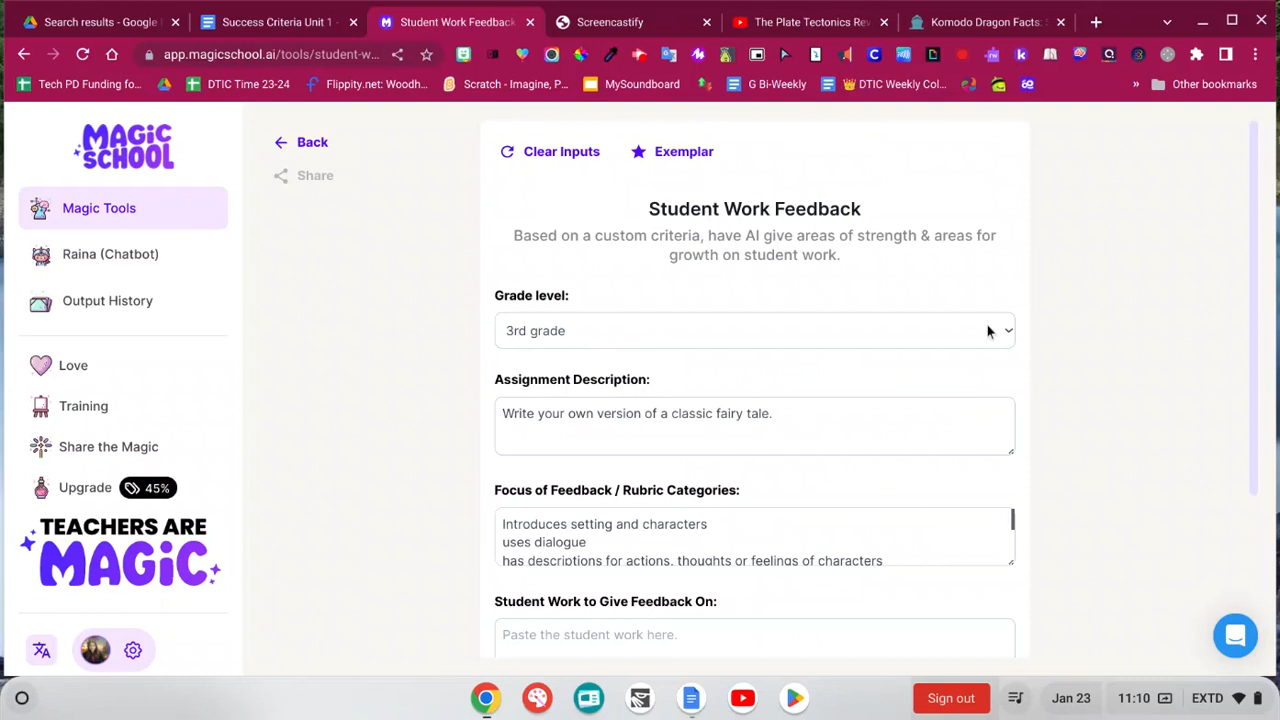 Search results - Google
Success Criteria Unit 1 -
Student Work Feedback
Screencastify
The Plate Tectonics Rev
Komodo Dragon Facts: S
app.magicschool.ai/tools/student-w...
Tech PD Funding fo...
DTIC Time 23-24
Flippity.net: Woodh...
Scratch - Imagine, P...
MySoundboard
G Bi-Weekly
DTIC Weekly Col...
»
Other bookmarks
MAGIC
SCHOOL
Magic Tools
Raina (Chatbot)
Output History
Love
Training
Share the Magic
Upgrade 45%
TEACHERS ARE
MAGIC
Back
Share
Clear Inputs
Exemplar
Student Work Feedback
Based on a custom criteria, have AI give areas of strength & areas for
growth on student work.
Grade level:
3rd grade
Assignment Description:
Write your own version of a classic fairy tale.
Focus of Feedback / Rubric Categories:
Introduces setting and characters
uses dialogue
has descriptions for actions, thoughts or feelings of characters
Student Work to Give Feedback On:
Paste the student work here.
Sign out
Jan 23
11:10
EXTD